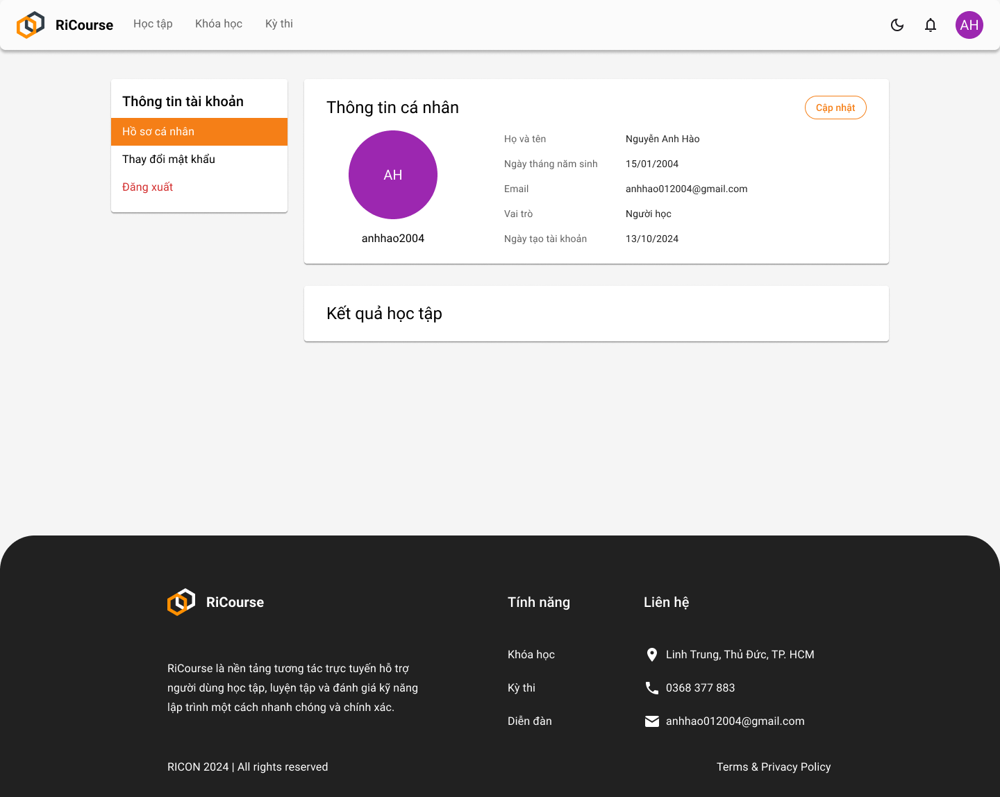 RiCourse Học tập Khóa học Kỳ thi AH
Thông tin tài khoản
Hồ sơ cá nhân
Thay đổi mật khẩu
Đăng xuất
Thông tin cá nhân Cập nhật
AH
anhhao2004
Họ và tên Nguyễn Anh Hào
Ngày tháng năm sinh 15/01/2004
Email anhhao012004@gmail.com
Vai trò Người học
Ngày tạo tài khoản 13/10/2024
Kết quả học tập
RiCourse
RiCourse là nền tảng tương tác trực tuyến hỗ trợ
người dùng học tập, luyện tập và đánh giá kỹ năng
lập trình một cách nhanh chóng và chính xác.
Tính năng
Khóa học
Kỳ thi
Diễn đàn
Liên hệ
Linh Trung, Thủ Đức, TP. HCM
0368 377 883
anhhao012004@gmail.com
RICON 2024 | All rights reserved
Terms & Privacy Policy